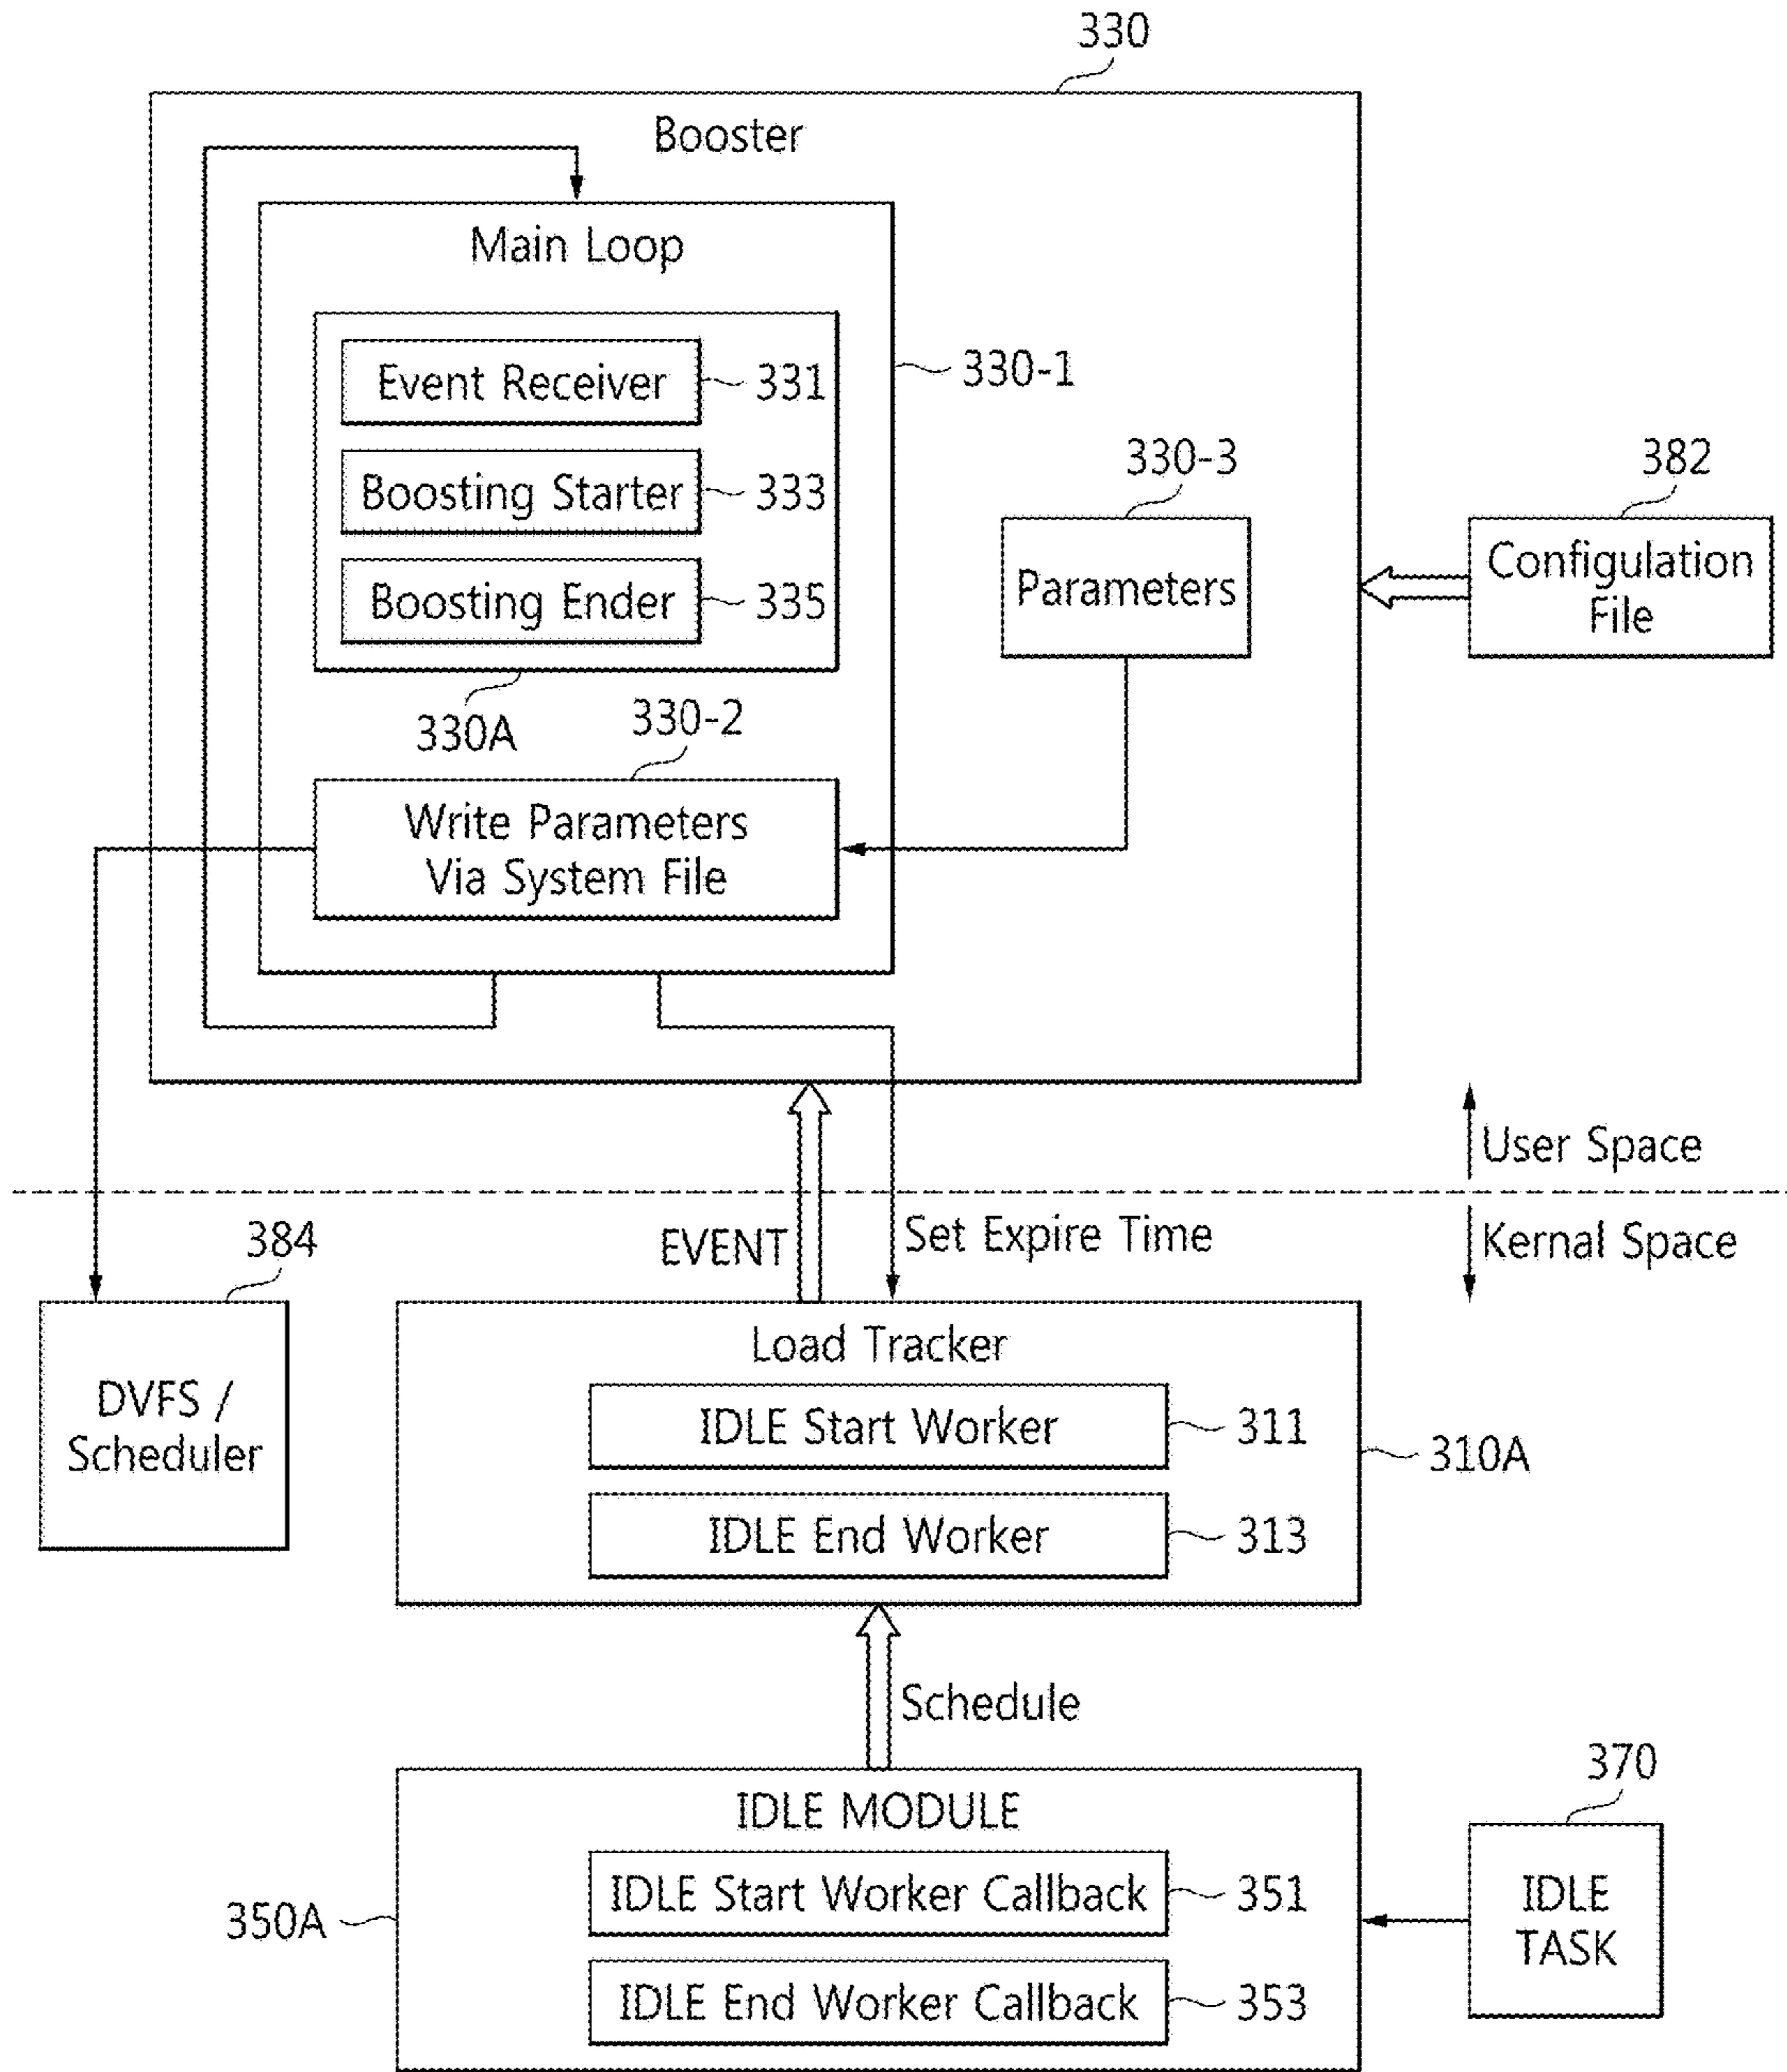 330
Booster
Main Loop
Event Receiver
331
330-1
Boosting Starter
333
330-3
382
Boosting Ender
335
Parameters
Configulation
File
330A
330-2
Write Parameters
Via System File
User Space
384
EVENT
Set Expire Time
Kernal Space
DVFS /
Scheduler
Load Tracker
IDLE Start Worker
311
310A
IDLE End Worker
313
Schedule
370
IDLE MODULE
350A
IDLE Start Worker Callback
351
IDLE
TASK
IDLE End Worker Callback
353